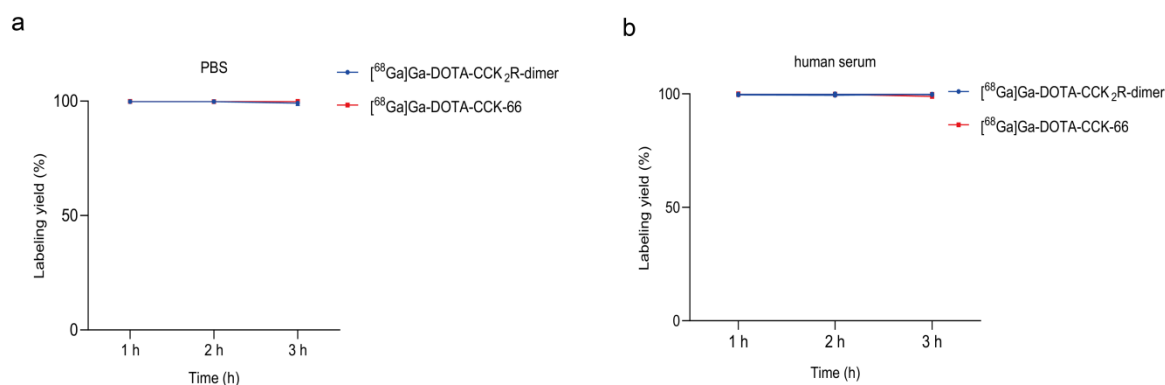 a
PBS
[⁶⁸Ga]Ga-DOTA-CCK₂R-dimer
[⁶⁸Ga]Ga-DOTA-CCK-66
100
50
0
Labeling yield (%)
1 h 2 h 3 h
Time (h)
b
human serum
[⁶⁸Ga]Ga-DOTA-CCK₂R-dimer
[⁶⁸Ga]Ga-DOTA-CCK-66
100
50
0
Labeling yield (%)
1 h 2 h 3 h
Time (h)